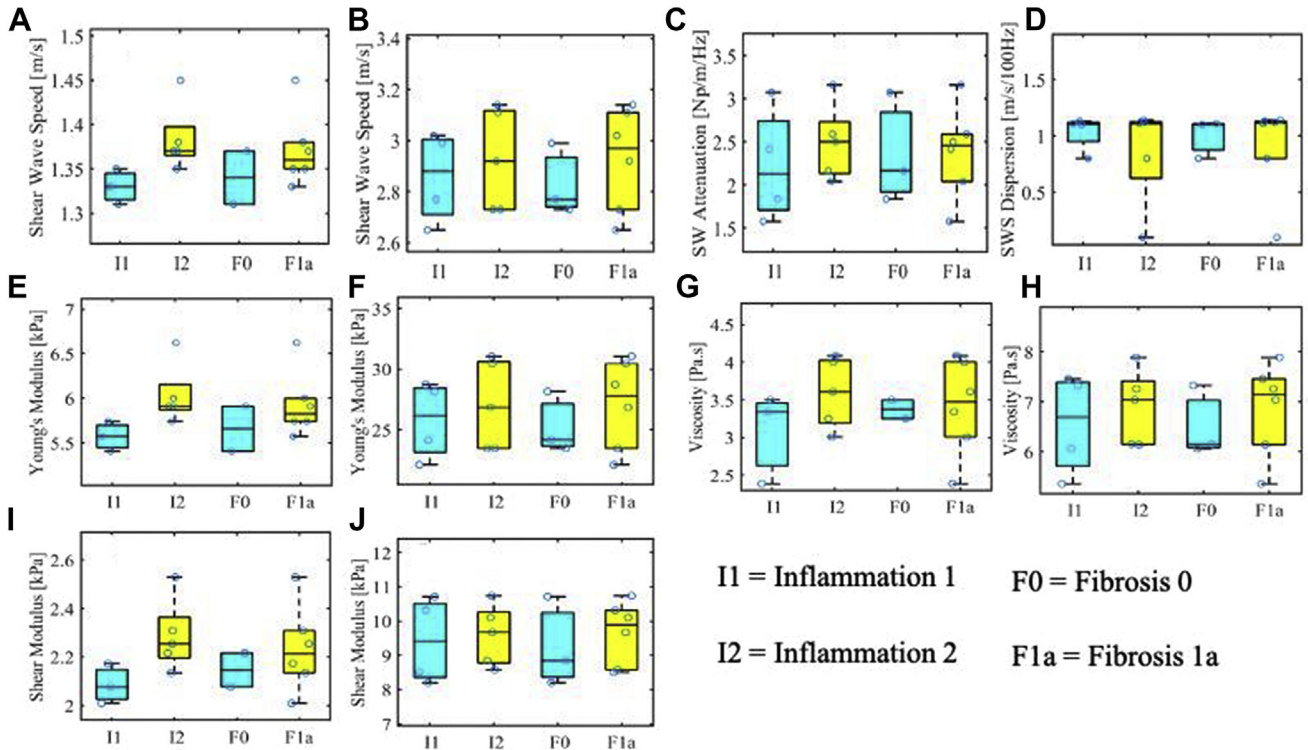 A
Shear Wave Speed [m/s]
1.5
1.45
1.4
1.35
1.3
I1 I2 F0 F1a
B
Shear Wave Speed [m/s]
3.4
3.2
3
2.8
2.6
I1 I2 F0 F1a
C
SW Attenuation [Np/m/Hz]
3.5
3
2.5
2
1.5
I1 I2 F0 F1a
D
SWS Dispersion [m/s/100Hz]
1.5
1
0.5
I1 I2 F0 F1a
E
Young's Modulus [kPa]
7
6.5
6
5.5
I1 I2 F0 F1a
F
Young's Modulus [kPa]
35
30
25
I1 I2 F0 F1a
G
Viscosity [Pa.s]
4.5
4
3.5
3
2.5
I1 I2 F0 F1a
H
Viscosity [Pa.s]
8
7
6
I1 I2 F0 F1a
I
Shear Modulus [kPa]
2.6
2.4
2.2
2
I1 I2 F0 F1a
J
Shear Modulus [kPa]
12
11
10
9
8
7
I1 I2 F0 F1a
I1 = Inflammation 1
F0 = Fibrosis 0
I2 = Inflammation 2
F1a = Fibrosis 1a